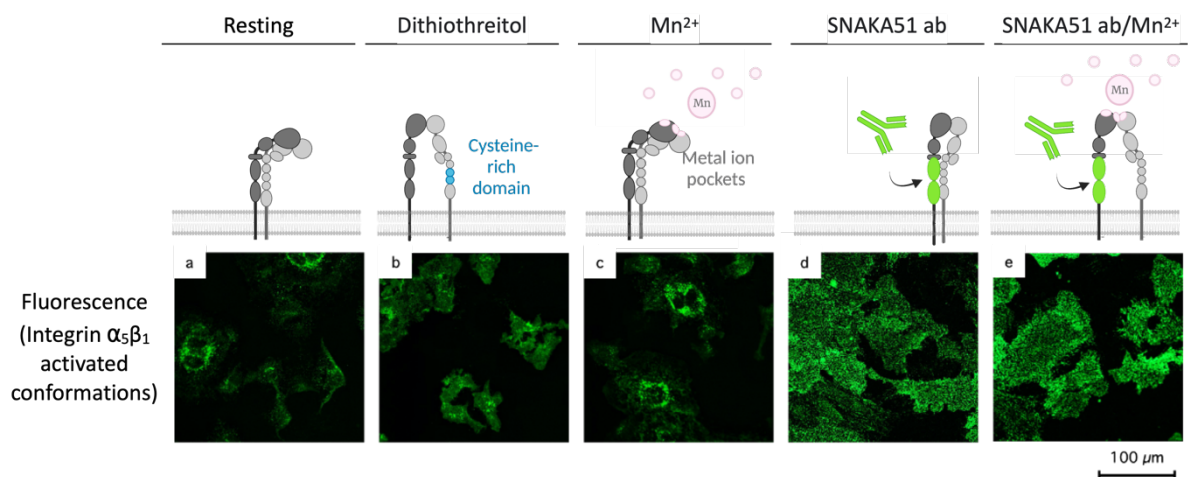 Resting
Dithiothreitol
Mn²⁺
SNAKA51 ab
SNAKA51 ab/Mn²⁺
Cysteine-
rich
domain
Mn
Metal ion
pockets
Mn
a
b
c
d
e
Fluorescence
(Integrin α₅β₁
activated
conformations)
100 µm